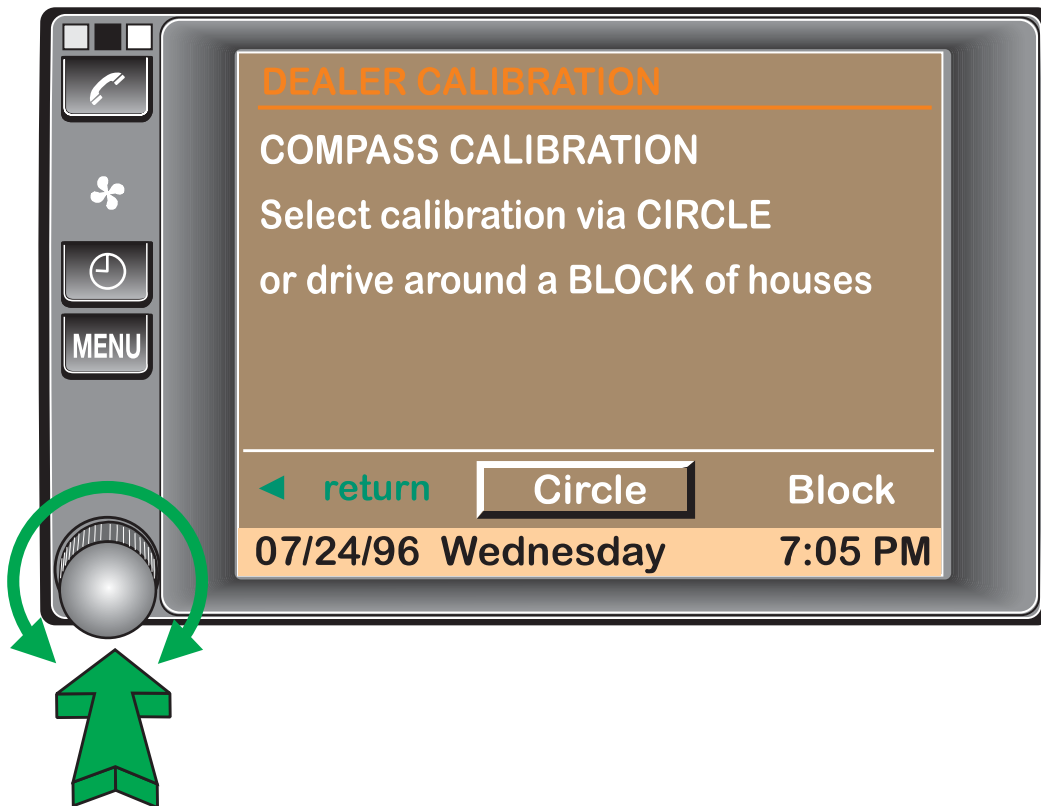 DEALER CALIBRATION
COMPASS CALIBRATION
Select calibration via CIRCLE
or drive around a BLOCK of houses
MENU
◄ return Circle Block
07/24/96 Wednesday 7:05 PM